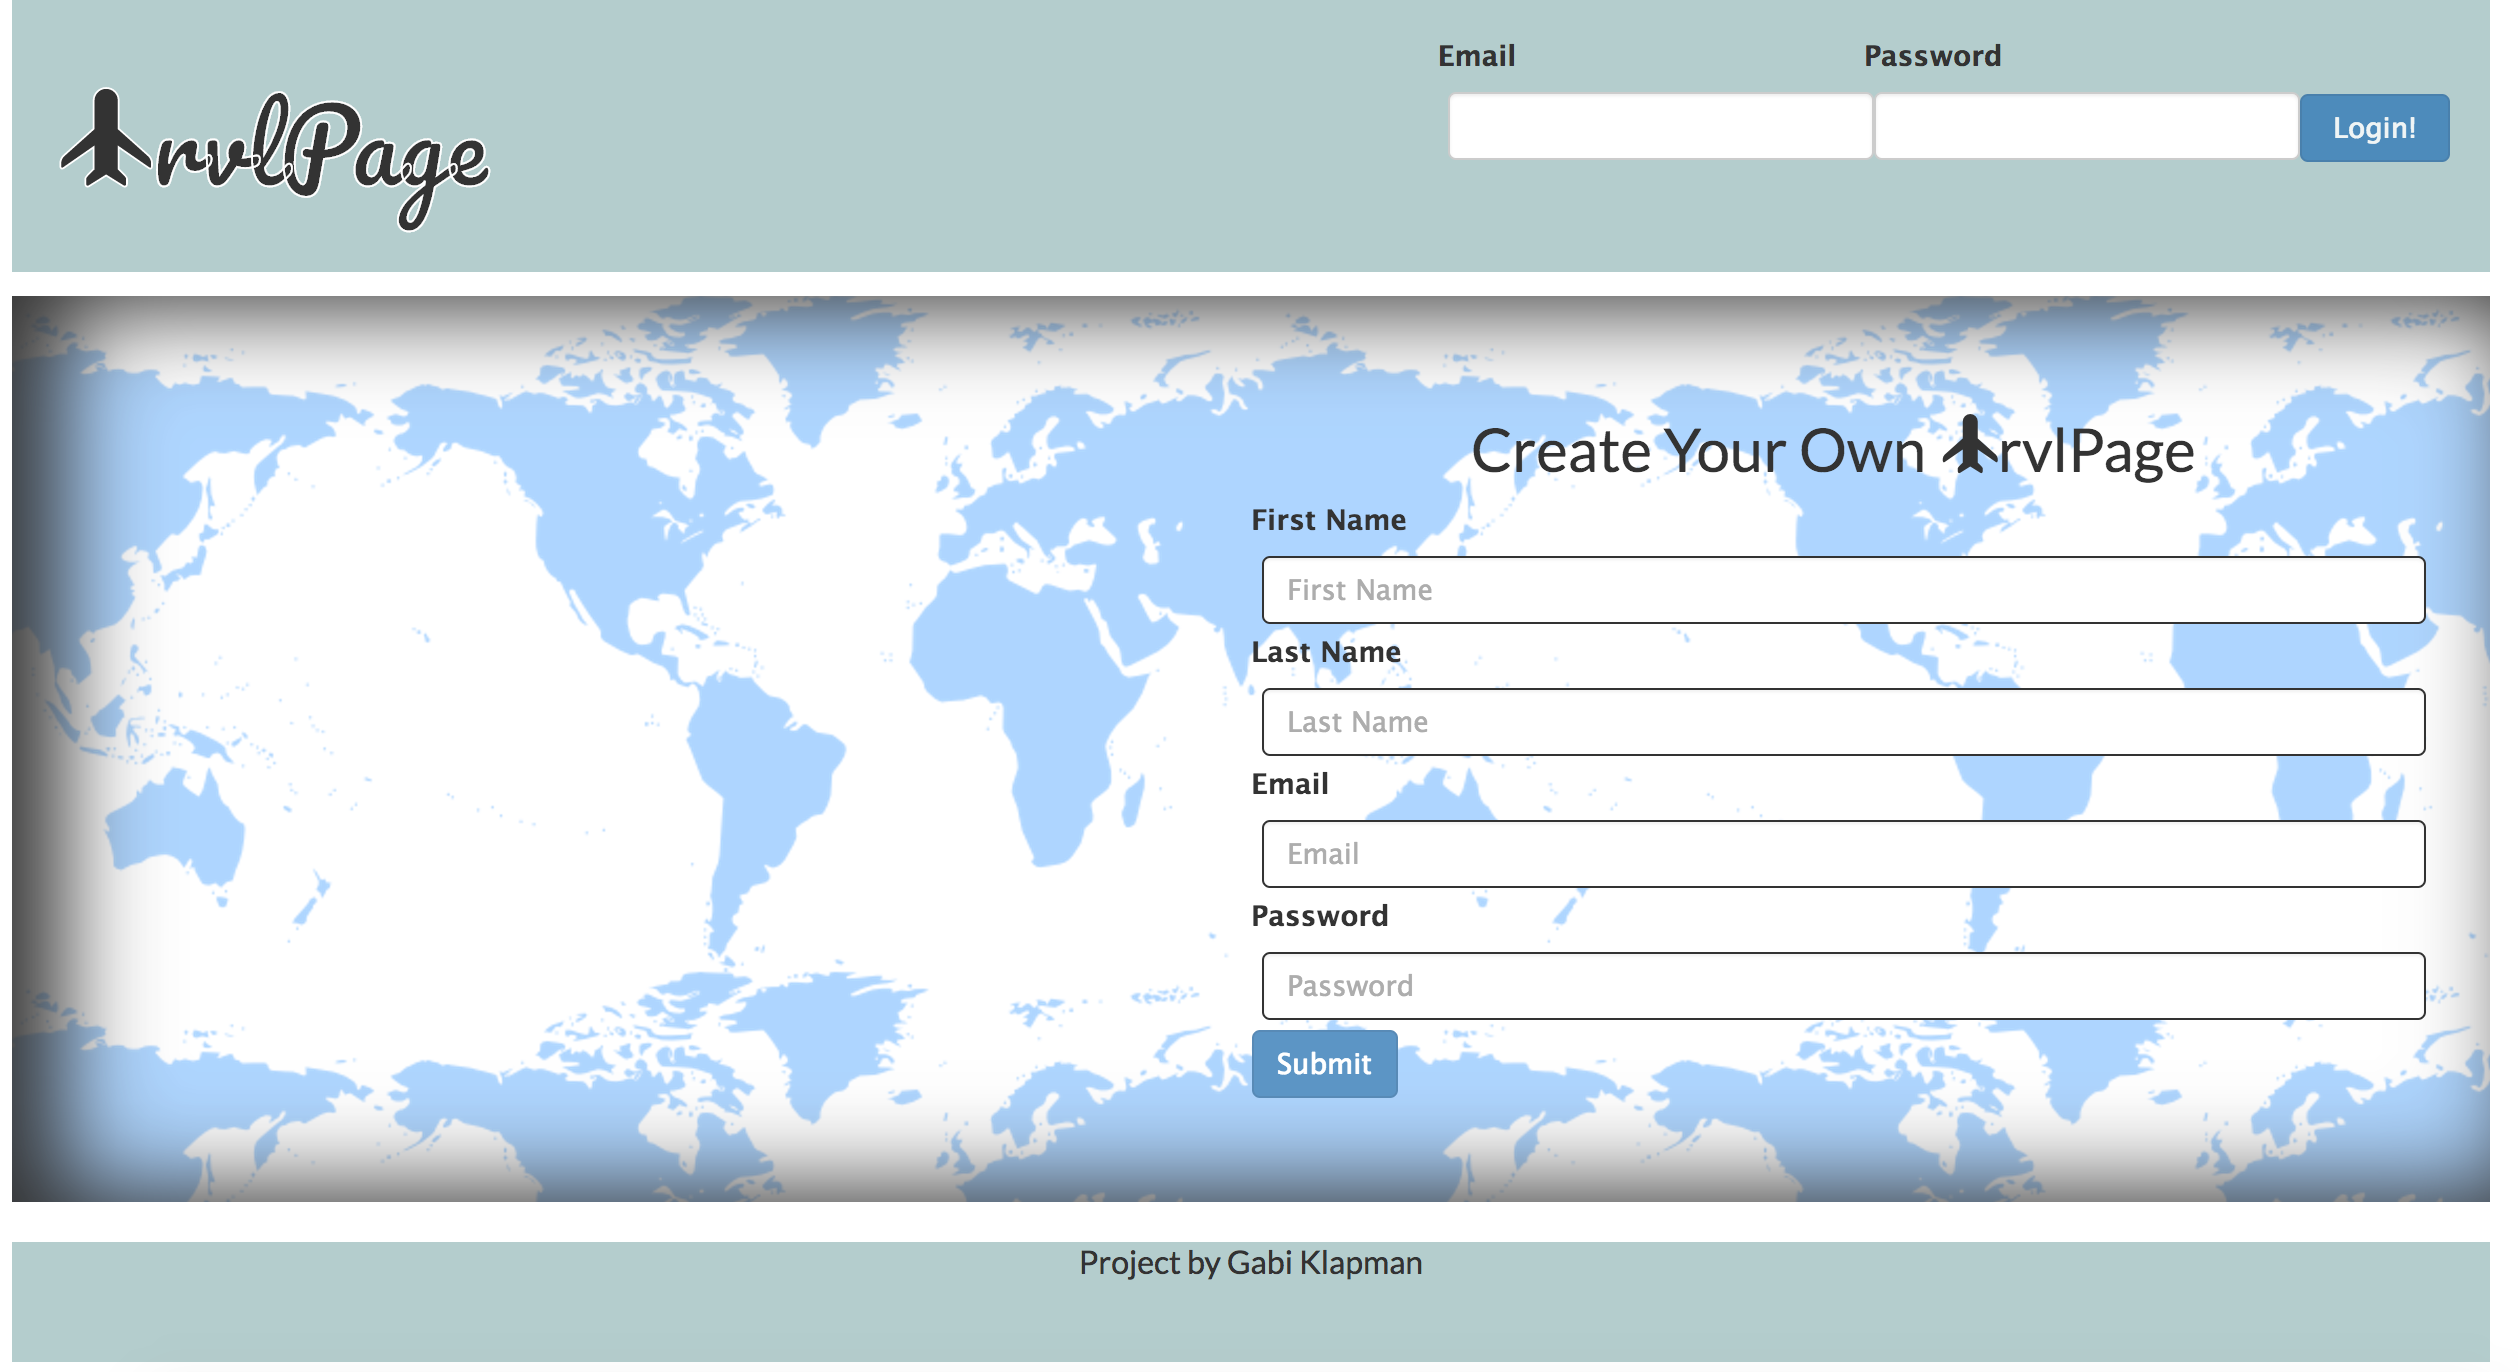 Email Password
rvlPage
Login!
Create Your Own rvlPage
First Name
First Name
Last Name
Last Name
Email
Email
Password
Password
Submit
Project by Gabi Klapman